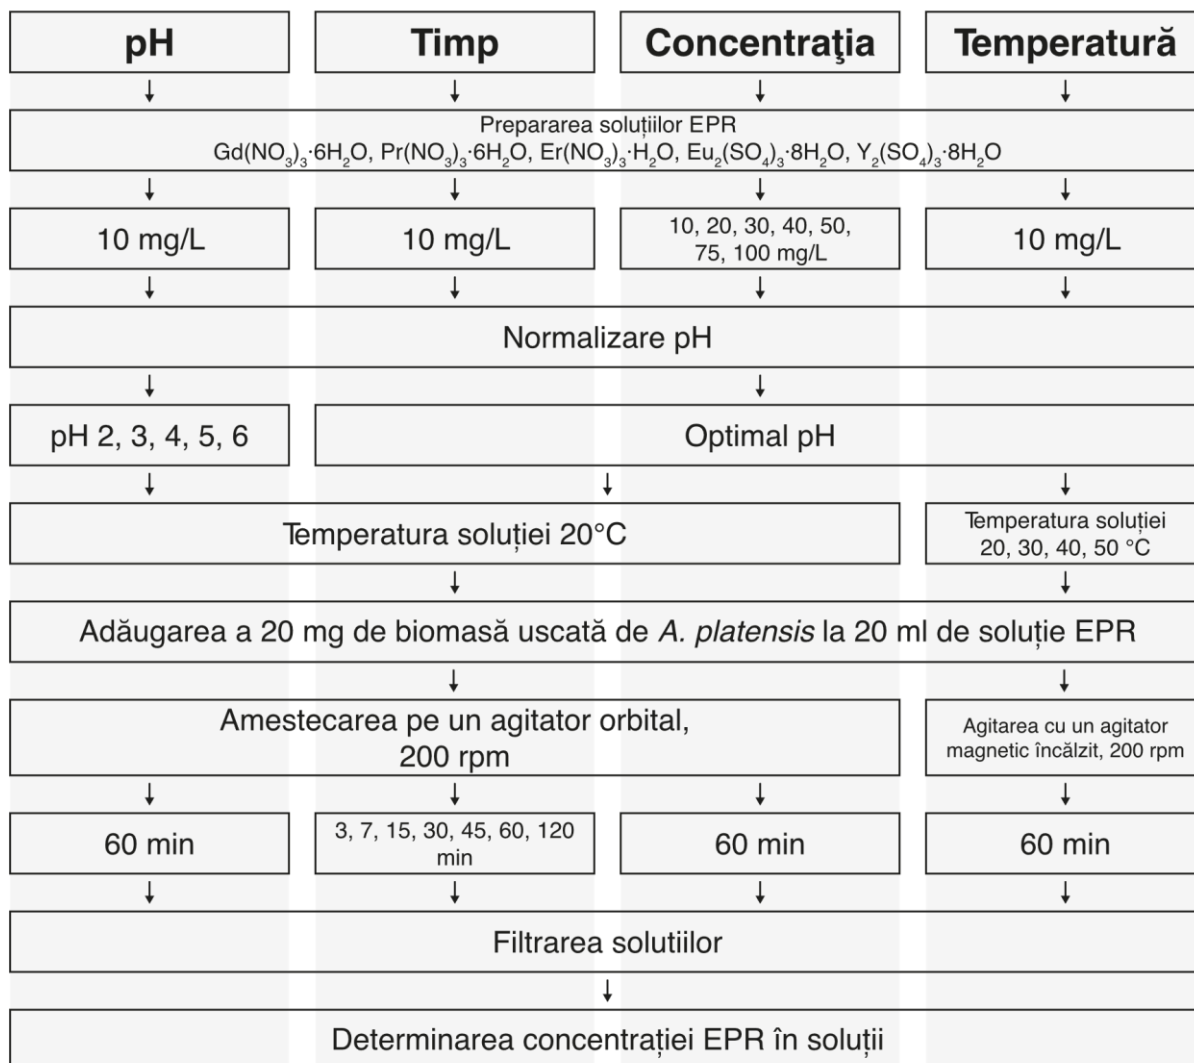 pH
Timp
Concentraţia
Temperatură
Prepararea soluțiilor EPR
Gd(NO₃)₃·6H₂O, Pr(NO₃)₃·6H₂O, Er(NO₃)₃·H₂O, Eu₂(SO₄)₃·8H₂O, Y₂(SO₄)₃·8H₂O
10 mg/L
10 mg/L
10, 20, 30, 40, 50,
75, 100 mg/L
10 mg/L
Normalizare pH
pH 2, 3, 4, 5, 6
Optimal pH
Temperatura soluției 20°C
Temperatura soluției
20, 30, 40, 50 °C
Adăugarea a 20 mg de biomasă uscată de A. platensis la 20 ml de soluție EPR
Amestecarea pe un agitator orbital,
200 rpm
Agitarea cu un agitator
magnetic încălzit, 200 rpm
60 min
3, 7, 15, 30, 45, 60, 120
min
60 min
60 min
Filtrarea solutiilor
Determinarea concentrației EPR în soluții